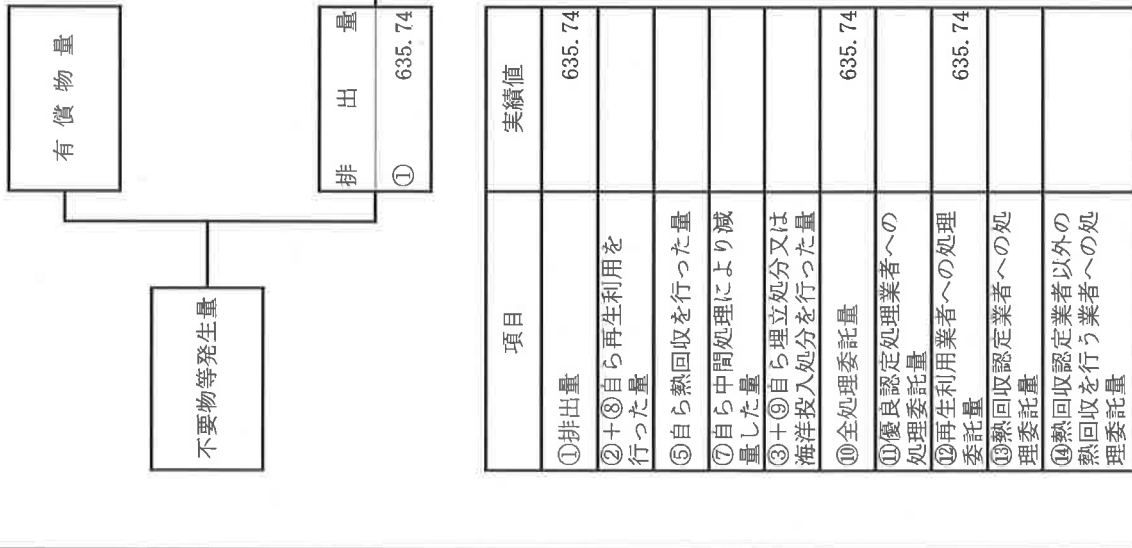 有償物量
不要物等発生量
排出量
① 635.74
項目 実績値
①排出量 635.74
②+⑧自ら再生利用を
行った量
⑤自ら熱回収を行った量
⑦自ら中間処理により減
量した量
③+⑨自ら埋立処分又は
海洋投入処分を行った量
⑩全処理委託量 635.74
⑪優良認定処理業者への
処理委託量
⑫再生利用業者への処理 635.74
委託量
⑬熱回収認定業者への処
理委託量
⑭熱回収認定業者以外の
熱回収を行う業者への処
理委託量